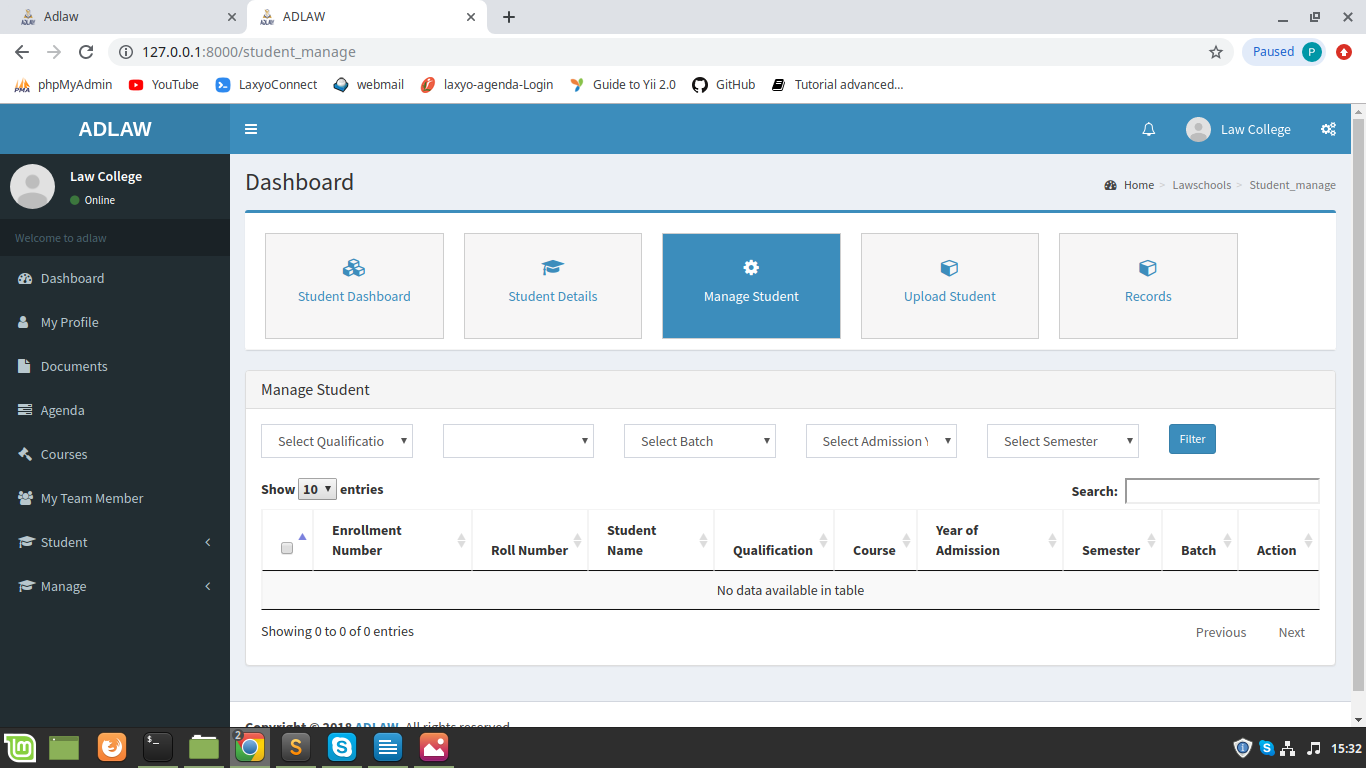 Adlaw
ADLAW
127.0.0.1:8000/student_manage
Paused
P
phpMyAdmin YouTube LaxyoConnect webmail laxyo-agenda-Login Guide to Yii 2.0 GitHub Tutorial advanced...
ADLAW
Law College
Law College
Online
Welcome to adlaw
Dashboard
My Profile
Documents
Agenda
Courses
My Team Member
Student
Manage
Dashboard
Home > Lawschools > Student_manage
Student Dashboard
Student Details
Manage Student
Upload Student
Records
Manage Student
Select Qualificatio
Select Batch
Select Admission Y
Select Semester
Filter
Show 10 entries
Search:
Enrollment Number
Roll Number
Student Name
Qualification
Course
Year of Admission
Semester
Batch
Action
No data available in table
Showing 0 to 0 of 0 entries
Previous
Next
Copyright © 2018 ADLAW. All rights reserved.
2
15:32